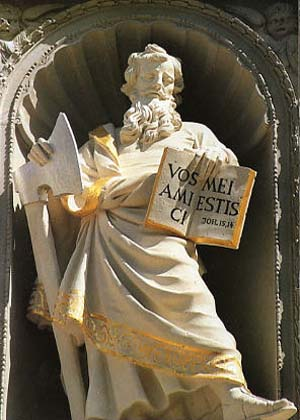 VOS
AMI
CI
MEI
ESTIS
JOH.15,14